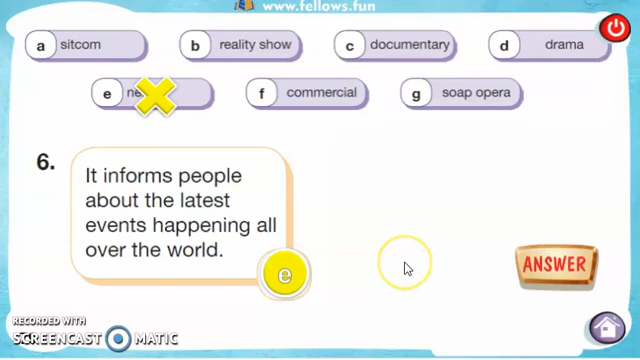 www.fellows.fun
a sitcom
b reality show
c documentary
d drama
e
f commercial
g soap opera
6.
It informs people
about the latest
events happening all
over the world.
e
ANSWER
RECORDED WITH
SCREENCAST MATIC